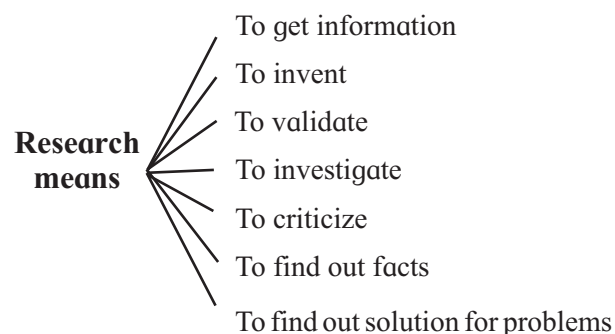 To get information
To invent
To validate
Research
means
To investigate
To criticize
To find out facts
To find out solution for problems